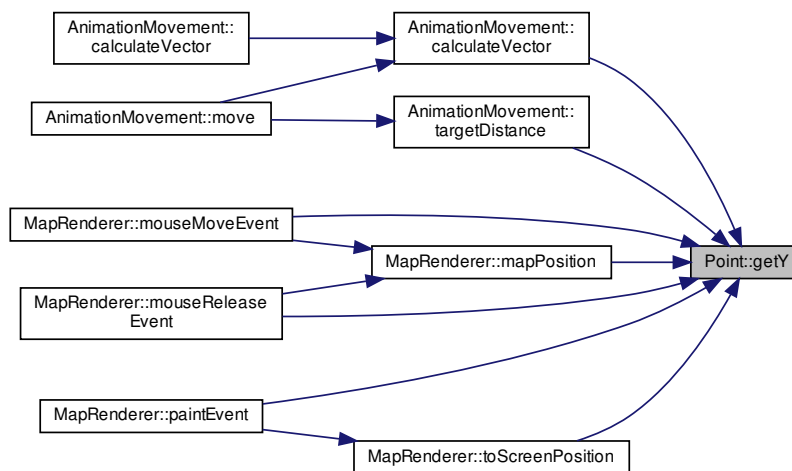 AnimationMovement::
calculateVector
AnimationMovement::
calculateVector
AnimationMovement::move
AnimationMovement::
targetDistance
MapRenderer::mouseMoveEvent
MapRenderer::mapPosition
Point::getY
MapRenderer::mouseRelease
Event
MapRenderer::paintEvent
MapRenderer::toScreenPosition